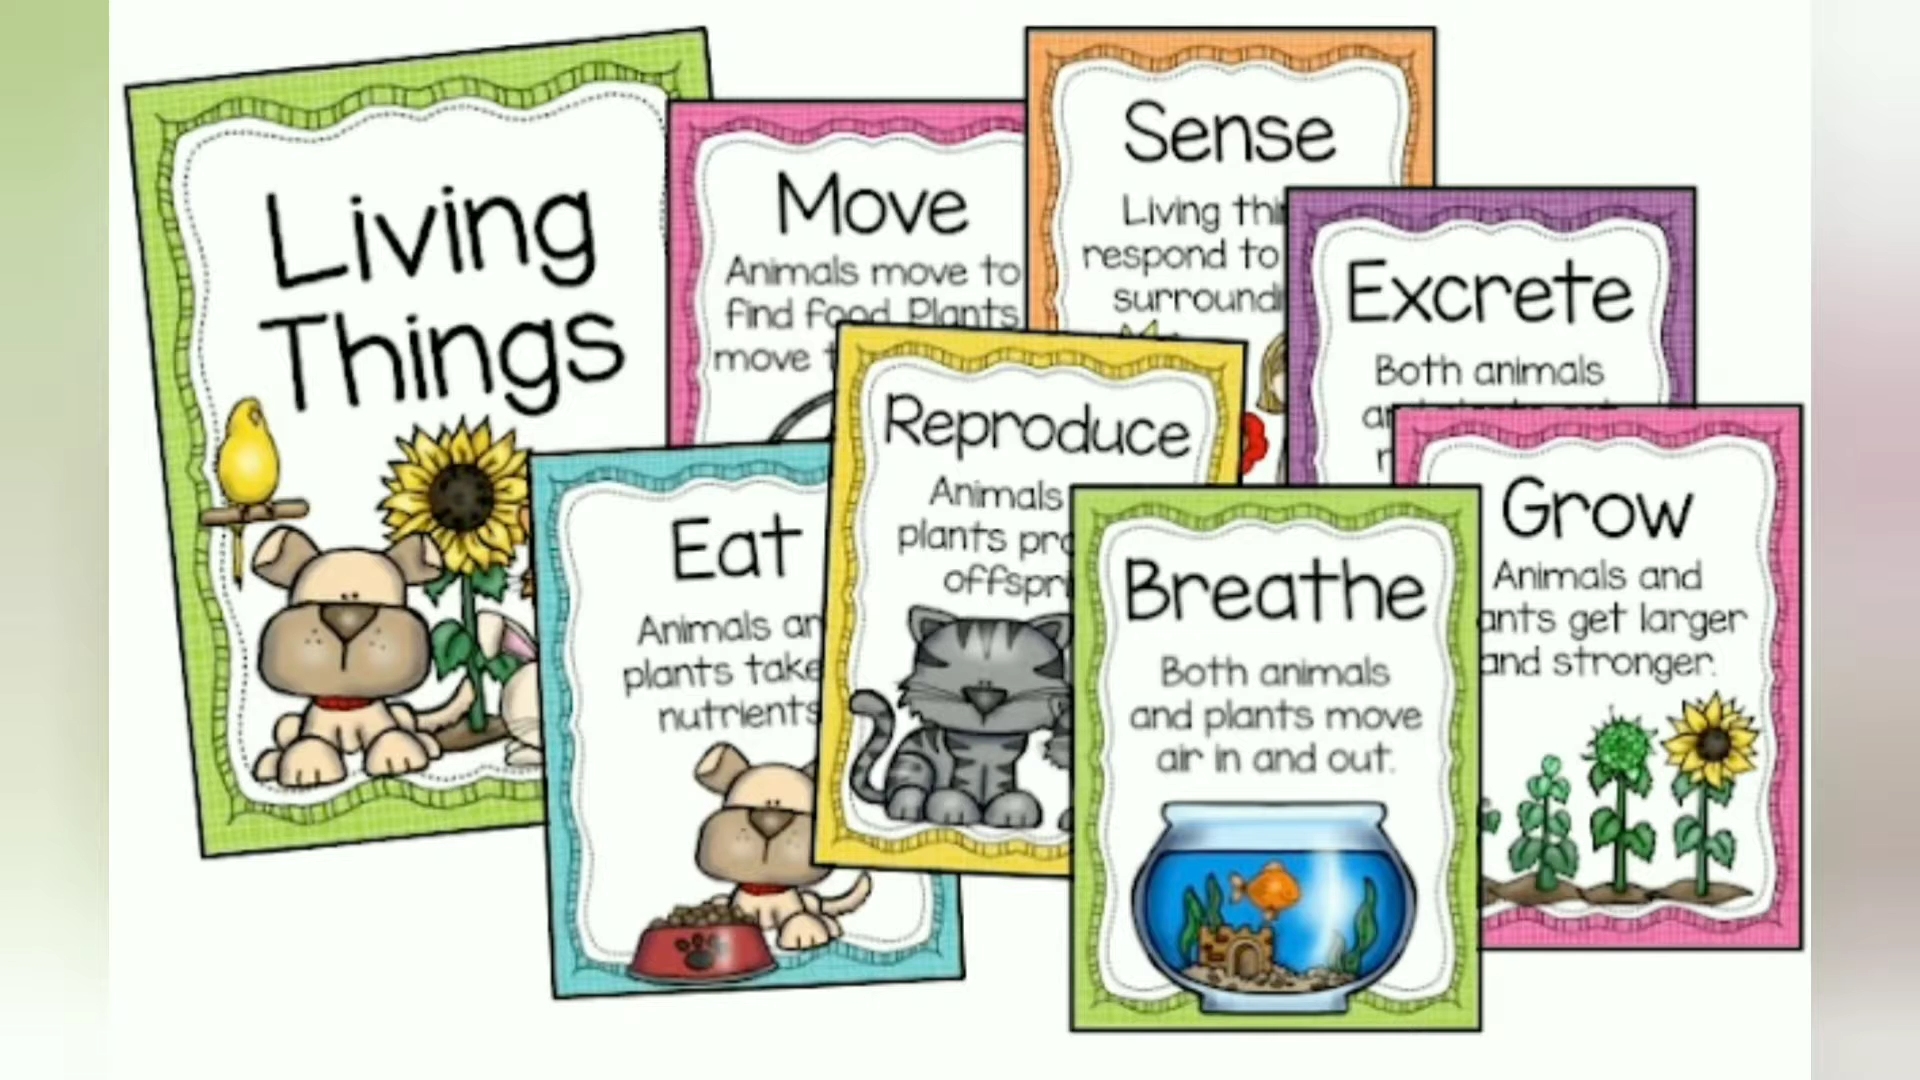 Living
Things
Move
Animals move to
find food. Plants
move
Sense
Living
respond to
surround
Excrete
Both animals
Reproduce
Animals
plants
Eat
Animals
plants take
nutrients
Breathe
Both animals
and plants move
air in and out.
Grow
Animals and
get larger
and stronger.